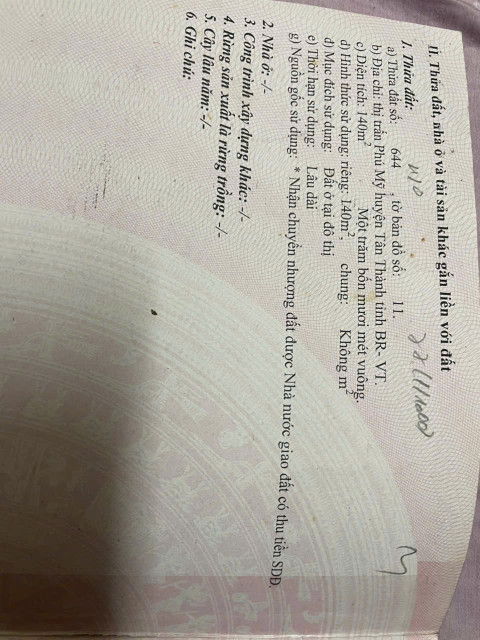 II. Thửa đất, nhà ở và tài sản khác gắn liền với đất
1. Thửa đất:
a) Thửa đất số: 644 , tờ bản đồ số: 11.
b) Địa chỉ: thị trấn Phú Mỹ huyện Tân Thành tỉnh BR- VT.
c) Diện tích: 140m² Một trăm bốn mươi mét vuông.
d) Hình thức sử dụng: riêng: 140m², chung: Không m²
đ) Mục đích sử dụng: Đất ở tại đô thị
e) Thời hạn sử dụng: Lâu dài
g) Nguồn gốc sử dụng: * Nhận chuyển nhượng đất được Nhà nước giao đất có thu tiền SDĐ.
2. Nhà ở: -/-
3. Công trình xây dựng khác: -/-
4. Rừng sản xuất là rừng trồng: -/-
5. Cây lâu năm: -/-
6. Ghi chú: